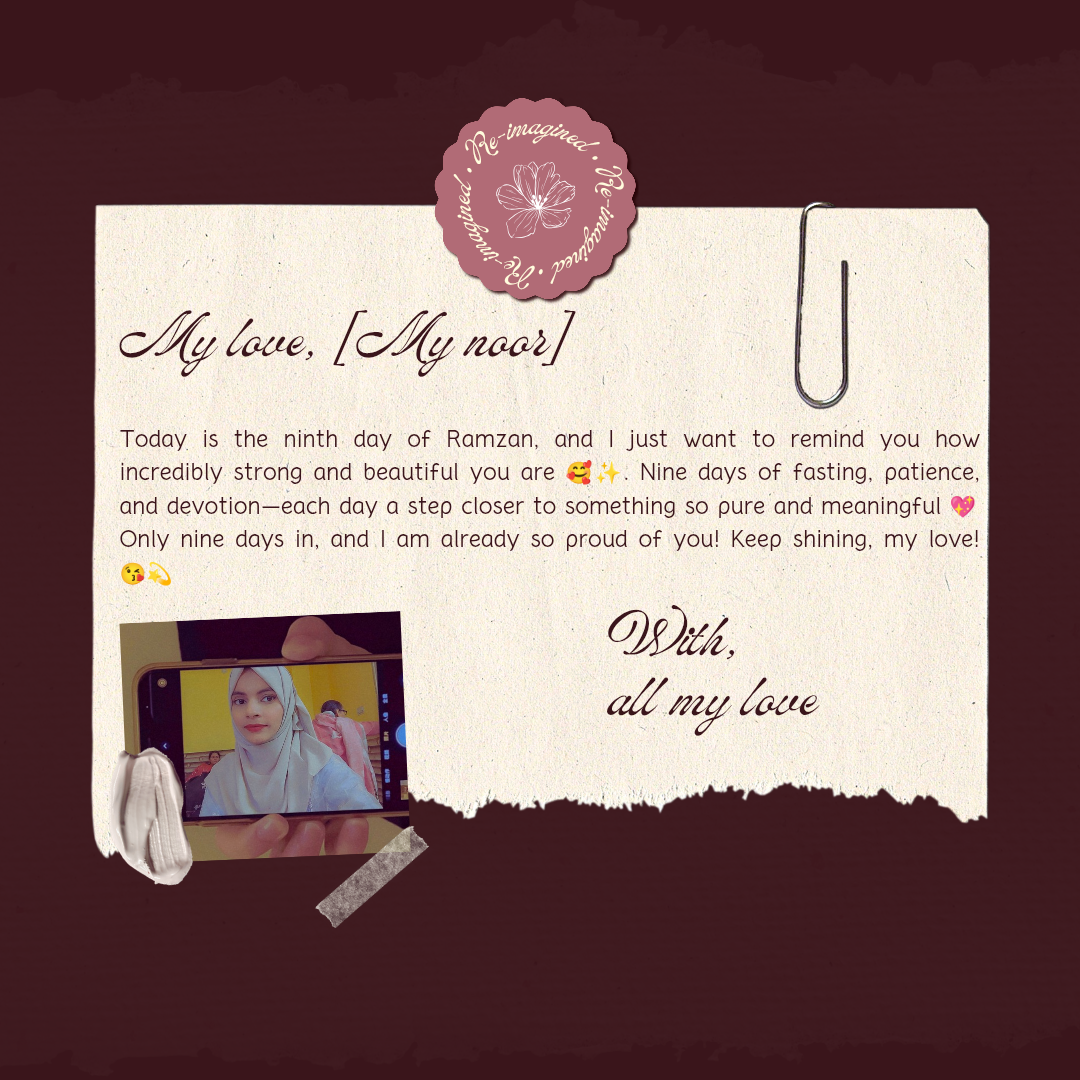 Re-imagined • Re-imagined • Re-imagined •
My love, [My noor]
Today is the ninth day of Ramzan, and I just want to remind you how
incredibly strong and beautiful you are 🥰✨. Nine days of fasting, patience,
and devotion—each day a step closer to something so pure and meaningful 💖
Only nine days in, and I am already so proud of you! Keep shining, my love!
😘💫
With,
all my love